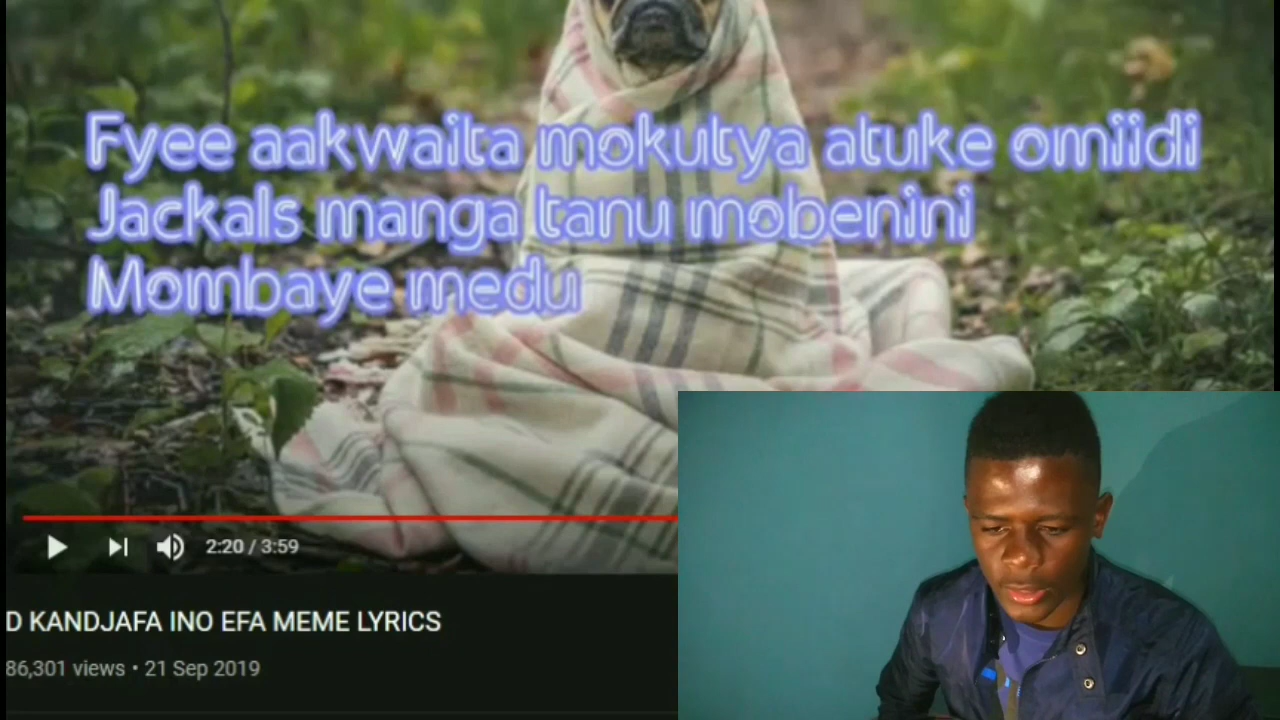 Fyee aakwaita mokutya atuke omiidi
Jackals manga tanu mobenini
Mombaye medu
2:20 / 3:59
D KANDJAFA INO EFA MEME LYRICS
86,301 views • 21 Sep 2019